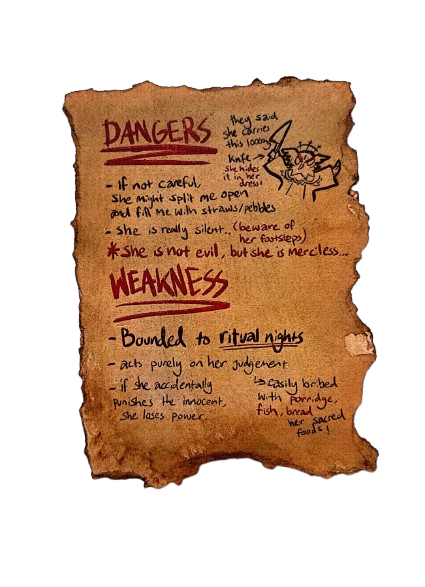 DANGERS
they said
she carries
this looong
knife →
she hides
it in her
dress!
- If not careful,
she might split me open
and fill me with straws/pebbles
- she is really silent.. (beware of
her footsteps)
* she is not evil, but she is merciless...
WEAKNESS
- Bounded to ritual nights
- acts purely on her judgement
- if she accidentally
punishes the innocent,
she loses power.
↳ easily bribed
with porridge,
fish, bread
her sacred
foods!